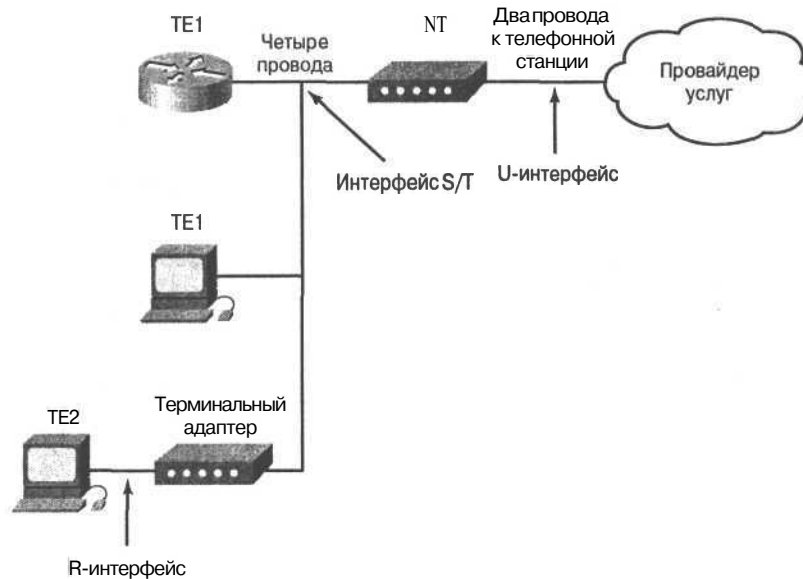 TE1
Четыре
провода
NT
Два провода
к телефонной
станции
Провайдер
услуг
Интерфейс S/T
U-интерфейс
TE1
TE2
Терминальный
адаптер
R-интерфейс